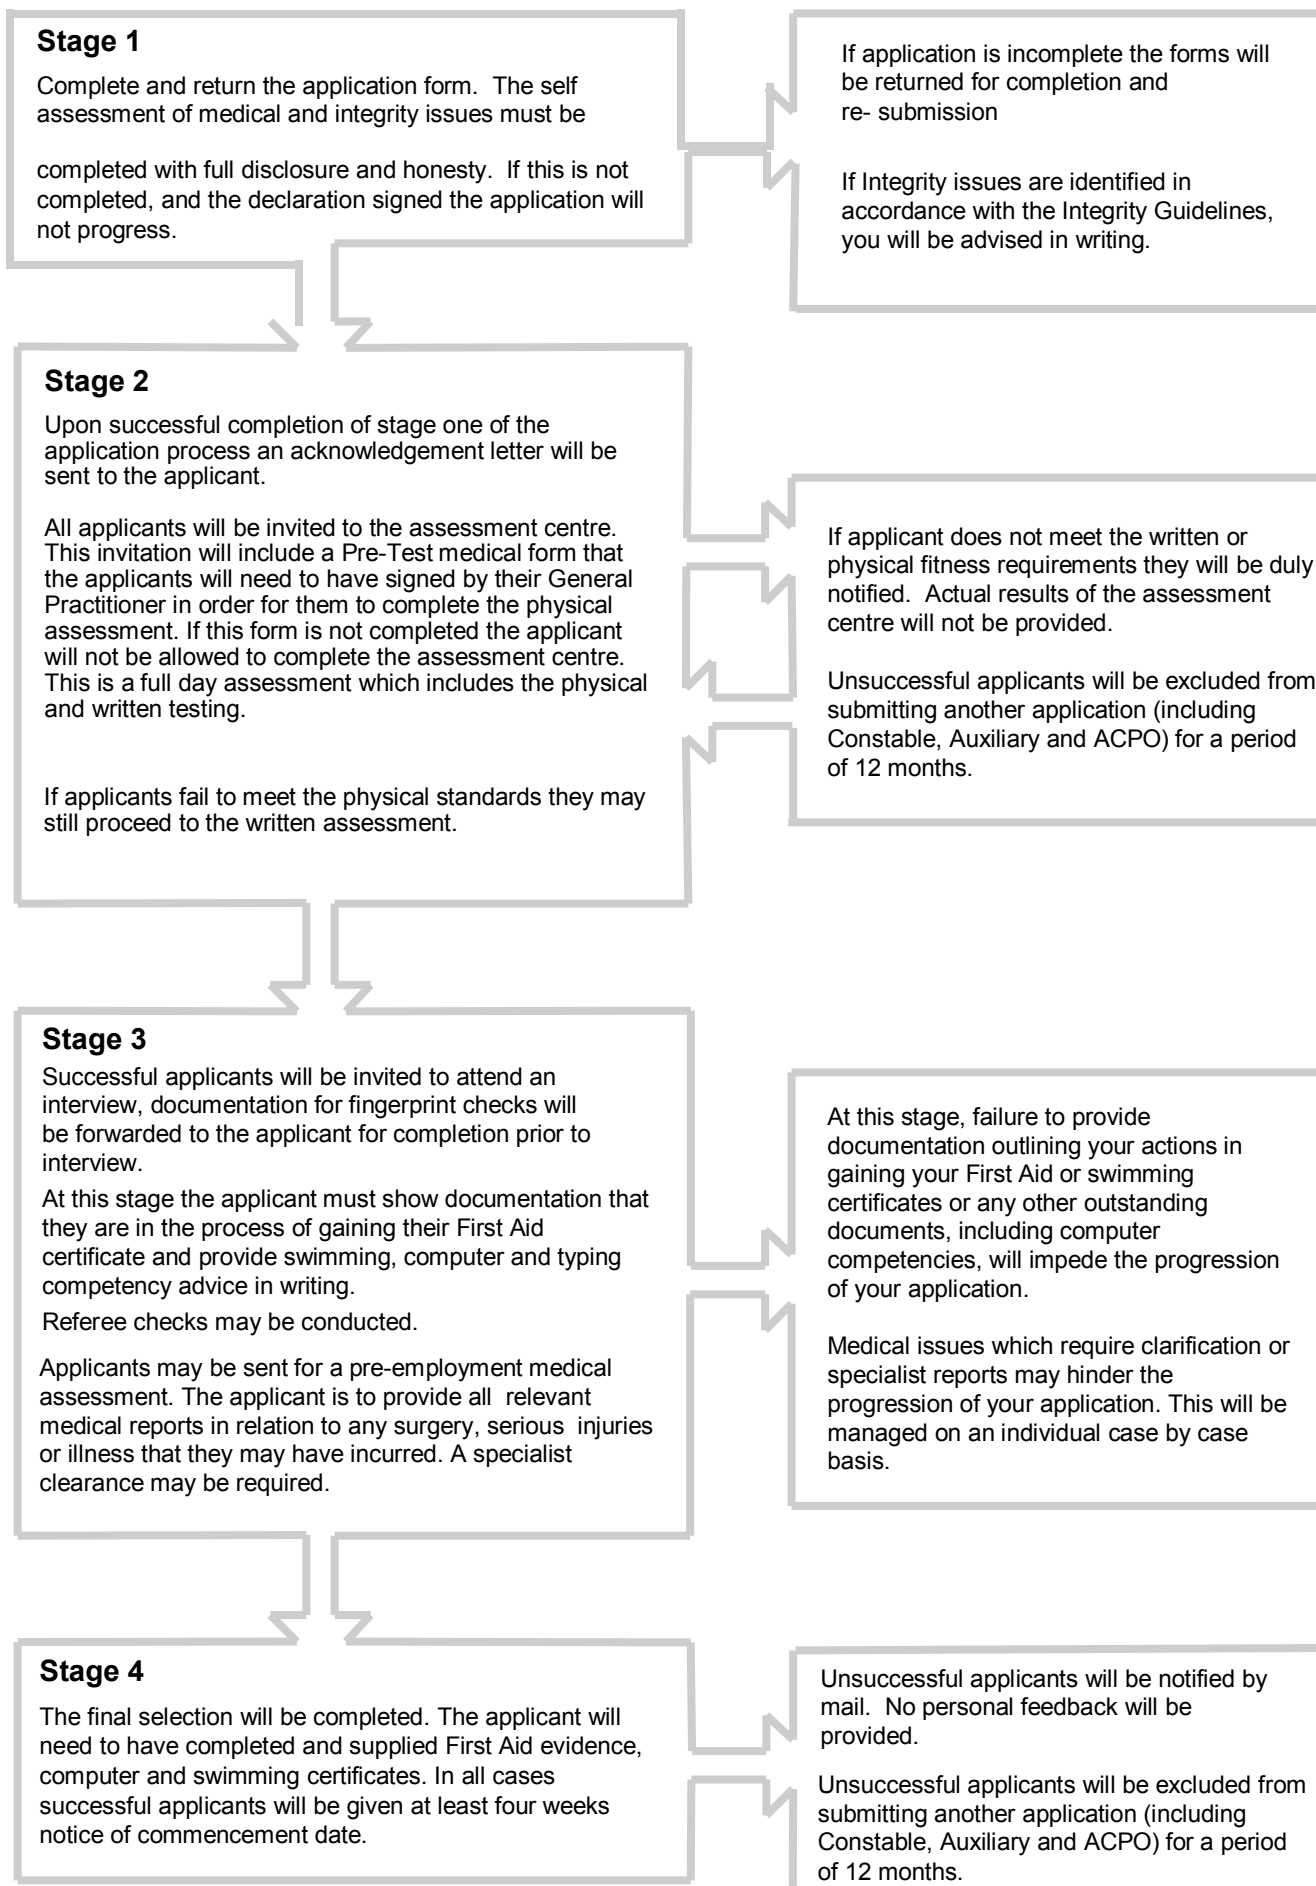 Stage 1
Complete and return the application form.  The self
assessment of medical and integrity issues must be
completed with full disclosure and honesty.  If this is not
completed, and the declaration signed the application will
not progress.
If application is incomplete the forms will
be returned for completion and
re- submission
If Integrity issues are identified in
accordance with the Integrity Guidelines,
you will be advised in writing.
Stage 2
Upon successful completion of stage one of the
application process an acknowledgement letter will be
sent to the applicant.
All applicants will be invited to the assessment centre.
This invitation will include a Pre-Test medical form that
the applicants will need to have signed by their General
Practitioner in order for them to complete the physical
assessment. If this form is not completed the applicant
will not be allowed to complete the assessment centre.
This is a full day assessment which includes the physical
and written testing.
If applicants fail to meet the physical standards they may
still proceed to the written assessment.
If applicant does not meet the written or
physical fitness requirements they will be duly
notified.  Actual results of the assessment
centre will not be provided.
Unsuccessful applicants will be excluded from
submitting another application (including
Constable, Auxiliary and ACPO) for a period
of 12 months.
Stage 3
Successful applicants will be invited to attend an
interview, documentation for fingerprint checks will
be forwarded to the applicant for completion prior to
interview.
At this stage the applicant must show documentation that
they are in the process of gaining their First Aid
certificate and provide swimming, computer and typing
competency advice in writing.
Referee checks may be conducted.
Applicants may be sent for a pre-employment medical
assessment. The applicant is to provide all  relevant
medical reports in relation to any surgery, serious  injuries
or illness that they may have incurred. A specialist
clearance may be required.
At this stage, failure to provide
documentation outlining your actions in
gaining your First Aid or swimming
certificates or any other outstanding
documents, including computer
competencies, will impede the progression
of your application.
Medical issues which require clarification or
specialist reports may hinder the
progression of your application. This will be
managed on an individual case by case
basis.
Stage 4
The final selection will be completed. The applicant will
need to have completed and supplied First Aid evidence,
computer and swimming certificates. In all cases
successful applicants will be given at least four weeks
notice of commencement date.
Unsuccessful applicants will be notified by
mail.  No personal feedback will be
provided.
Unsuccessful applicants will be excluded from
submitting another application (including
Constable, Auxiliary and ACPO) for a period
of 12 months.